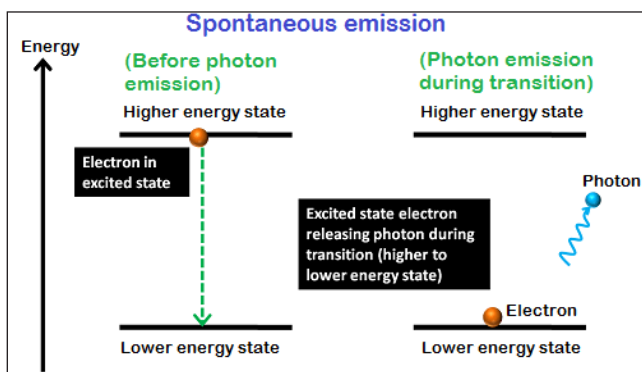 Spontaneous emission
Energy
(Before photon
emission)
Higher energy state
Electron in
excited state
Lower energy state
(Photon emission
during transition)
Higher energy state
Photon
Excited state electron
releasing photon during
transition (higher to
lower energy state)
Electron
Lower energy state